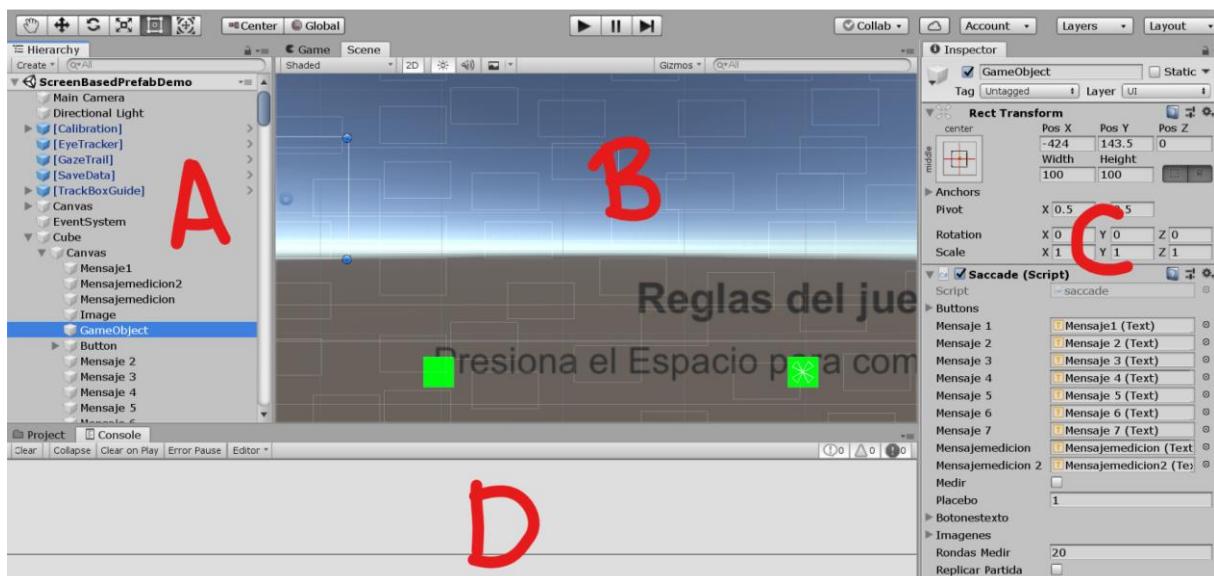 Center Global Collab Account Layers Layout
Hierarchy
Create All
ScreenBasedPrefabDemo
Main Camera
Directional Light
[Calibration]
[EyeTracker]
[GazeTrail]
[SaveData]
[TrackBoxGuide]
Canvas
EventSystem
Cube
Canvas
Mensaje1
Mensajemedicion2
Mensajemedicion
Image
GameObject
Button
Mensaje 2
Mensaje 3
Mensaje 4
Mensaje 5
A
Game Scene
Shaded 2D Gizmos All
B
Reglas del jue
Presiona el Espacio p a com
Inspector
GameObject Static
Tag Untagged Layer UI
Rect Transform
center Pos X Pos Y Pos Z
middle -424 143.5 0
Width Height
100 100 R
Anchors
Pivot X 0.5 .5
Rotation X 0 Y 0 Z 0
Scale X 1 Y 1 Z 1
C
Saccade (Script)
Script saccade
Buttons
Mensaje 1 Mensaje1 (Text)
Mensaje 2 Mensaje 2 (Text)
Mensaje 3 Mensaje 3 (Text)
Mensaje 4 Mensaje 4 (Text)
Mensaje 5 Mensaje 5 (Text)
Mensaje 6 Mensaje 6 (Text)
Mensaje 7 Mensaje 7 (Text)
Mensajemedicion Mensajemedicion (Text
Mensajemedicion 2 Mensajemedicion2 (Te
Medir
Placebo 1
Botonestexto
Imagenes
Rondas Medir 20
Replicar Partida
Project Console
Clear Collapse Clear on Play Error Pause Editor 0 0 0
D